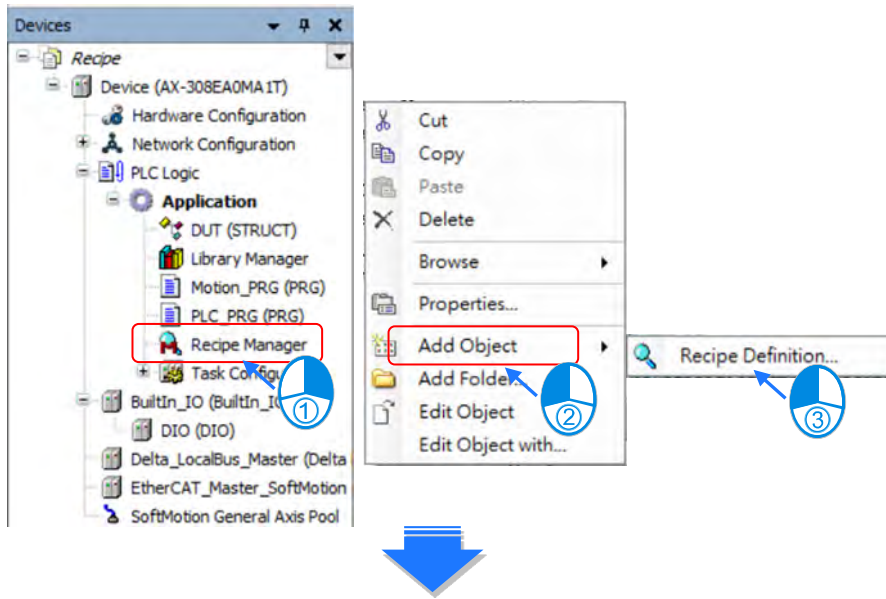 Devices
Recipe
Device (AX-308EA0MA1T)
Hardware Configuration
Network Configuration
PLC Logic
Application
DUT (STRUCT)
Library Manager
Motion_PRG (PRG)
PLC_PRG (PRG)
Recipe Manager
Task Configu
BuiltIn_IO (BuiltIn_IO
DIO (DIO)
Delta_LocalBus_Master (Delta
EtherCAT_Master_SoftMotion
SoftMotion General Axis Pool
①
Cut
Copy
Paste
Delete
Browse
Properties...
Add Object
Add Folder
Edit Object
Edit Object with...
②
Recipe Definition...
③